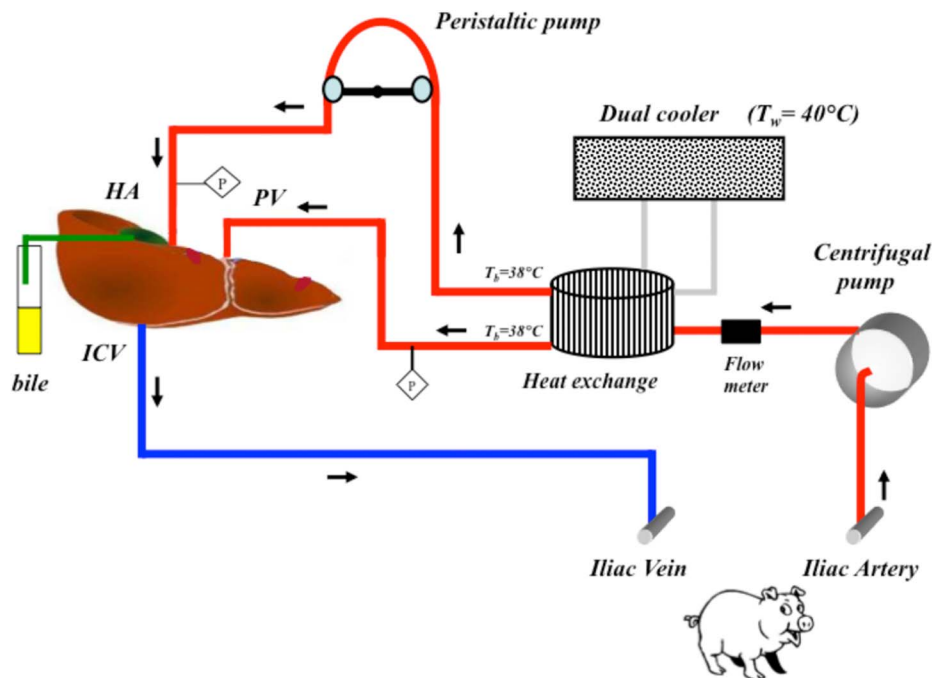 Peristaltic pump
Dual cooler (Tw= 40°C)
HA
P
PV
Centrifugal
pump
Tb=38°C
Tb=38°C
ICV
bile
P
Heat exchange
Flow
meter
Iliac Vein
Iliac Artery